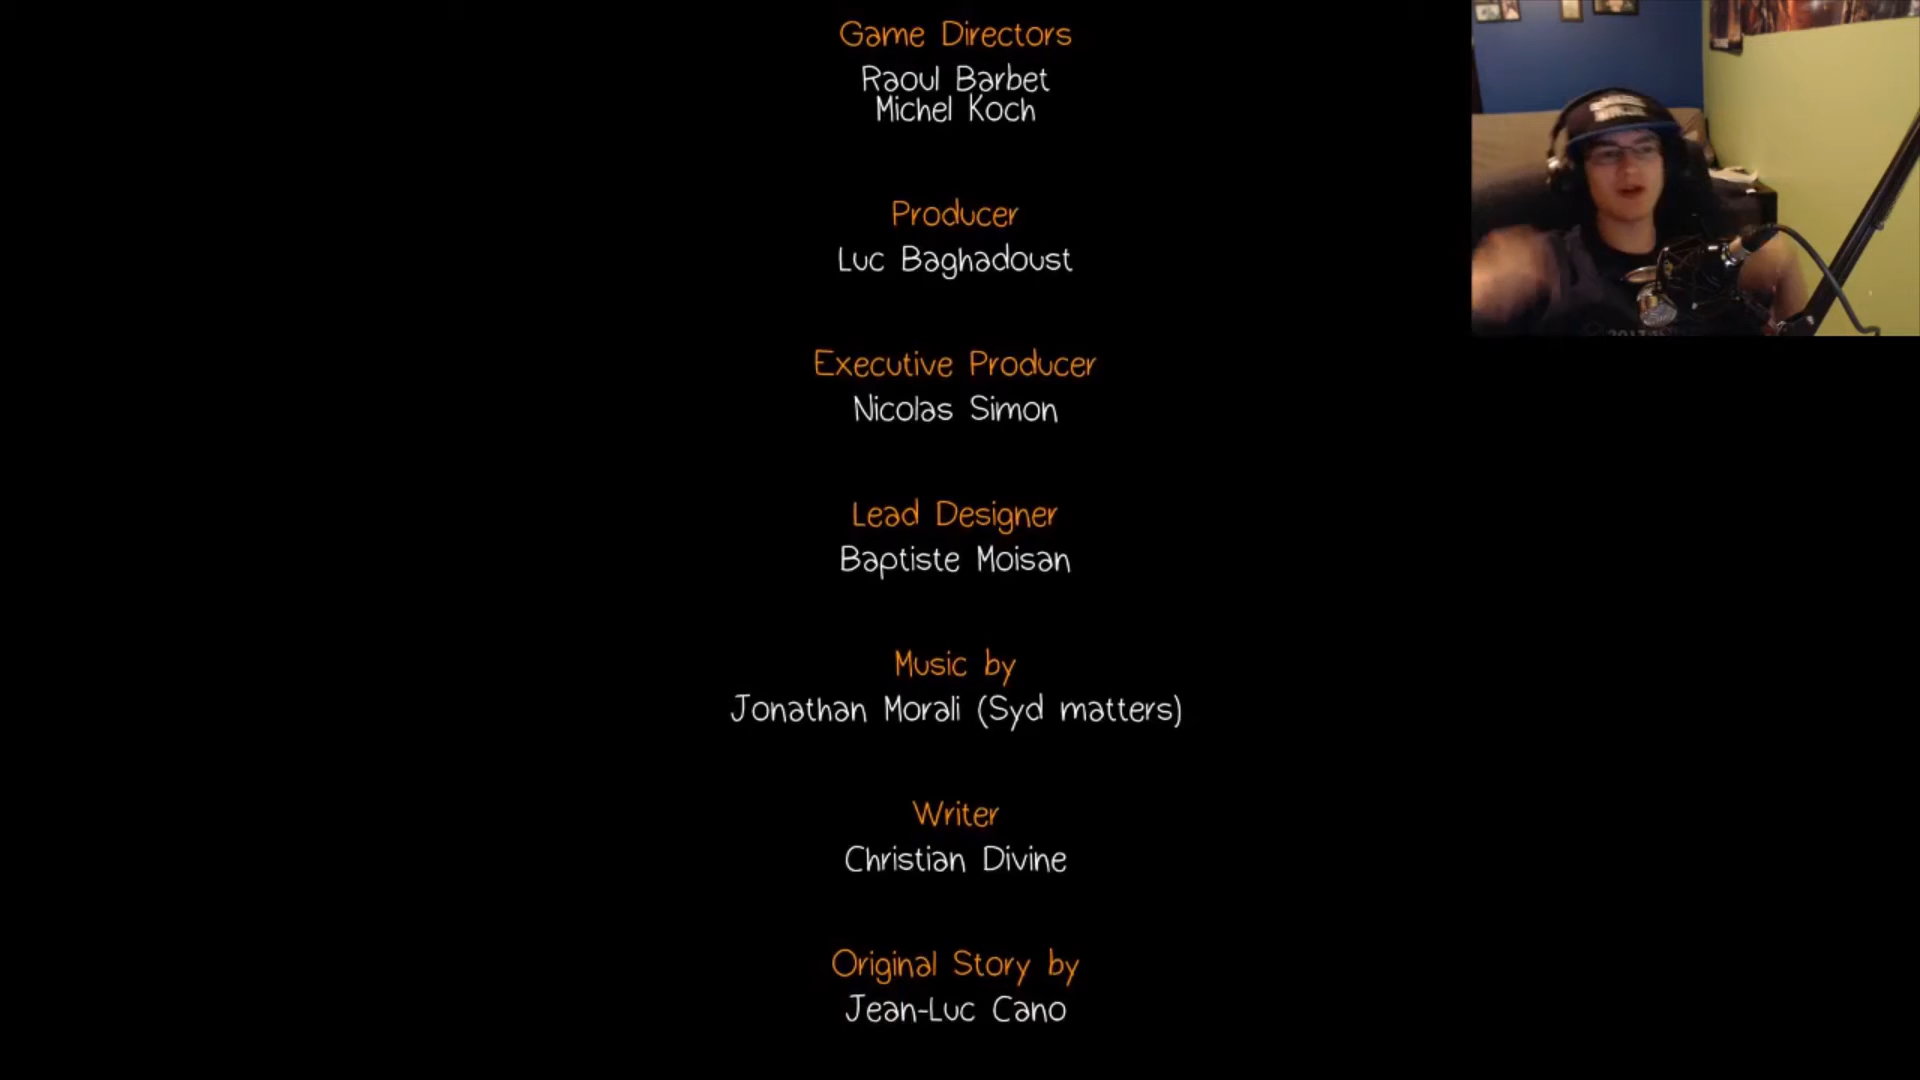 Game Directors
Raoul Barbet
Michel Koch
Producer
Luc Baghadoust
Executive Producer
Nicolas Simon
Lead Designer
Baptiste Moisan
Music by
Jonathan Morali (Syd matters)
Writer
Christian Divine
Original Story by
Jean-Luc Cano